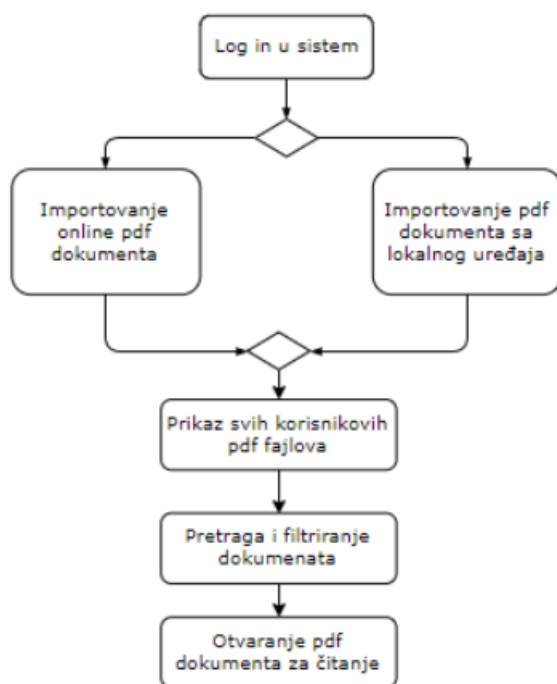 Log in u sistem
Importovanje
online pdf
dokumenta
Importovanje pdf
dokumenta sa
lokalnog uređaja
Prikaz svih korisnikovih
pdf fajlova
Pretraga i filtriranje
dokumenata
Otvaranje pdf
dokumenta za čitanje